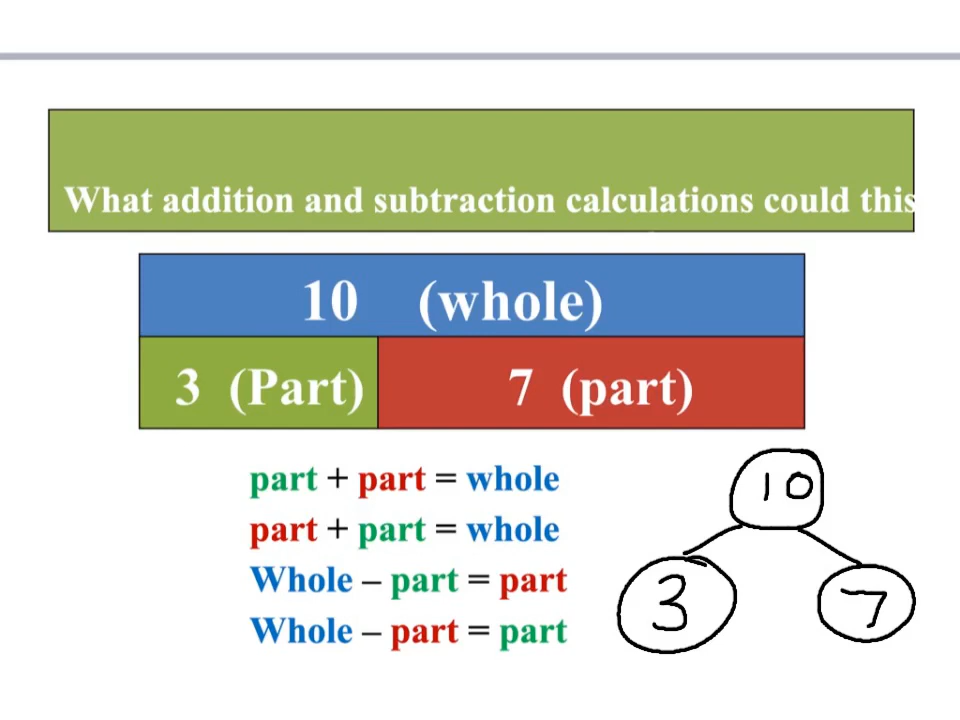 What addition and subtraction calculations could this
10 (whole)
3 (Part) 7 (part)
part + part = whole
part + part = whole
Whole – part = part
Whole – part = part
10
3 7